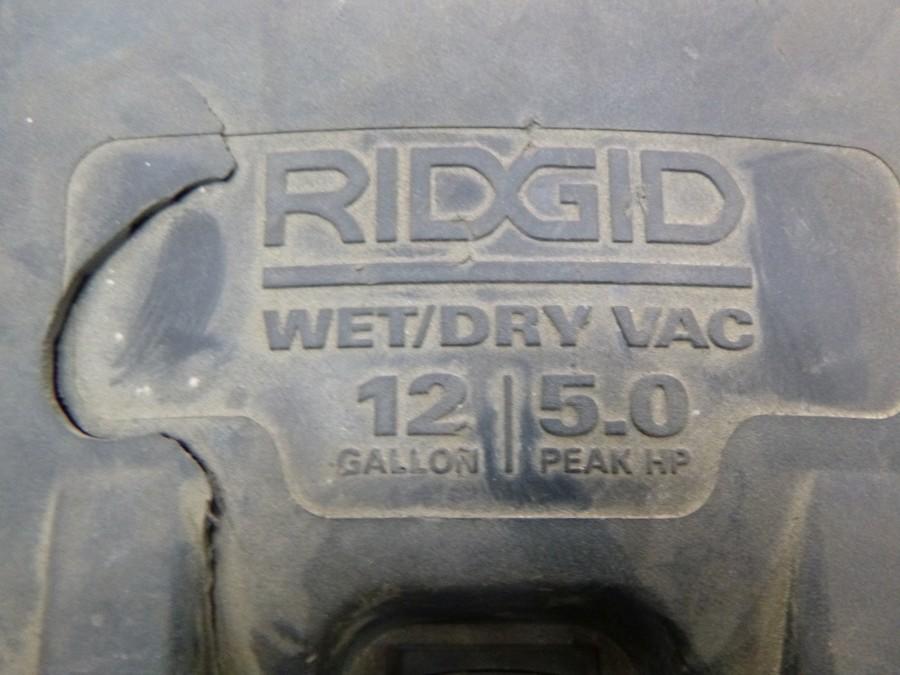 RIDGID
WET/DRY VAC
12 | 5.0
GALLON | PEAK HP